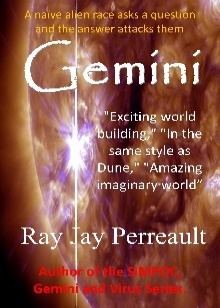 A naive alien race asks a question
and the answer attacks them
Gemini
"Exciting world
building," "In the
same style as
Dune," "Amazing
imaginary world"
Ray Jay Perreault
Author of the SIMPOC,
Gemini and Virus Series